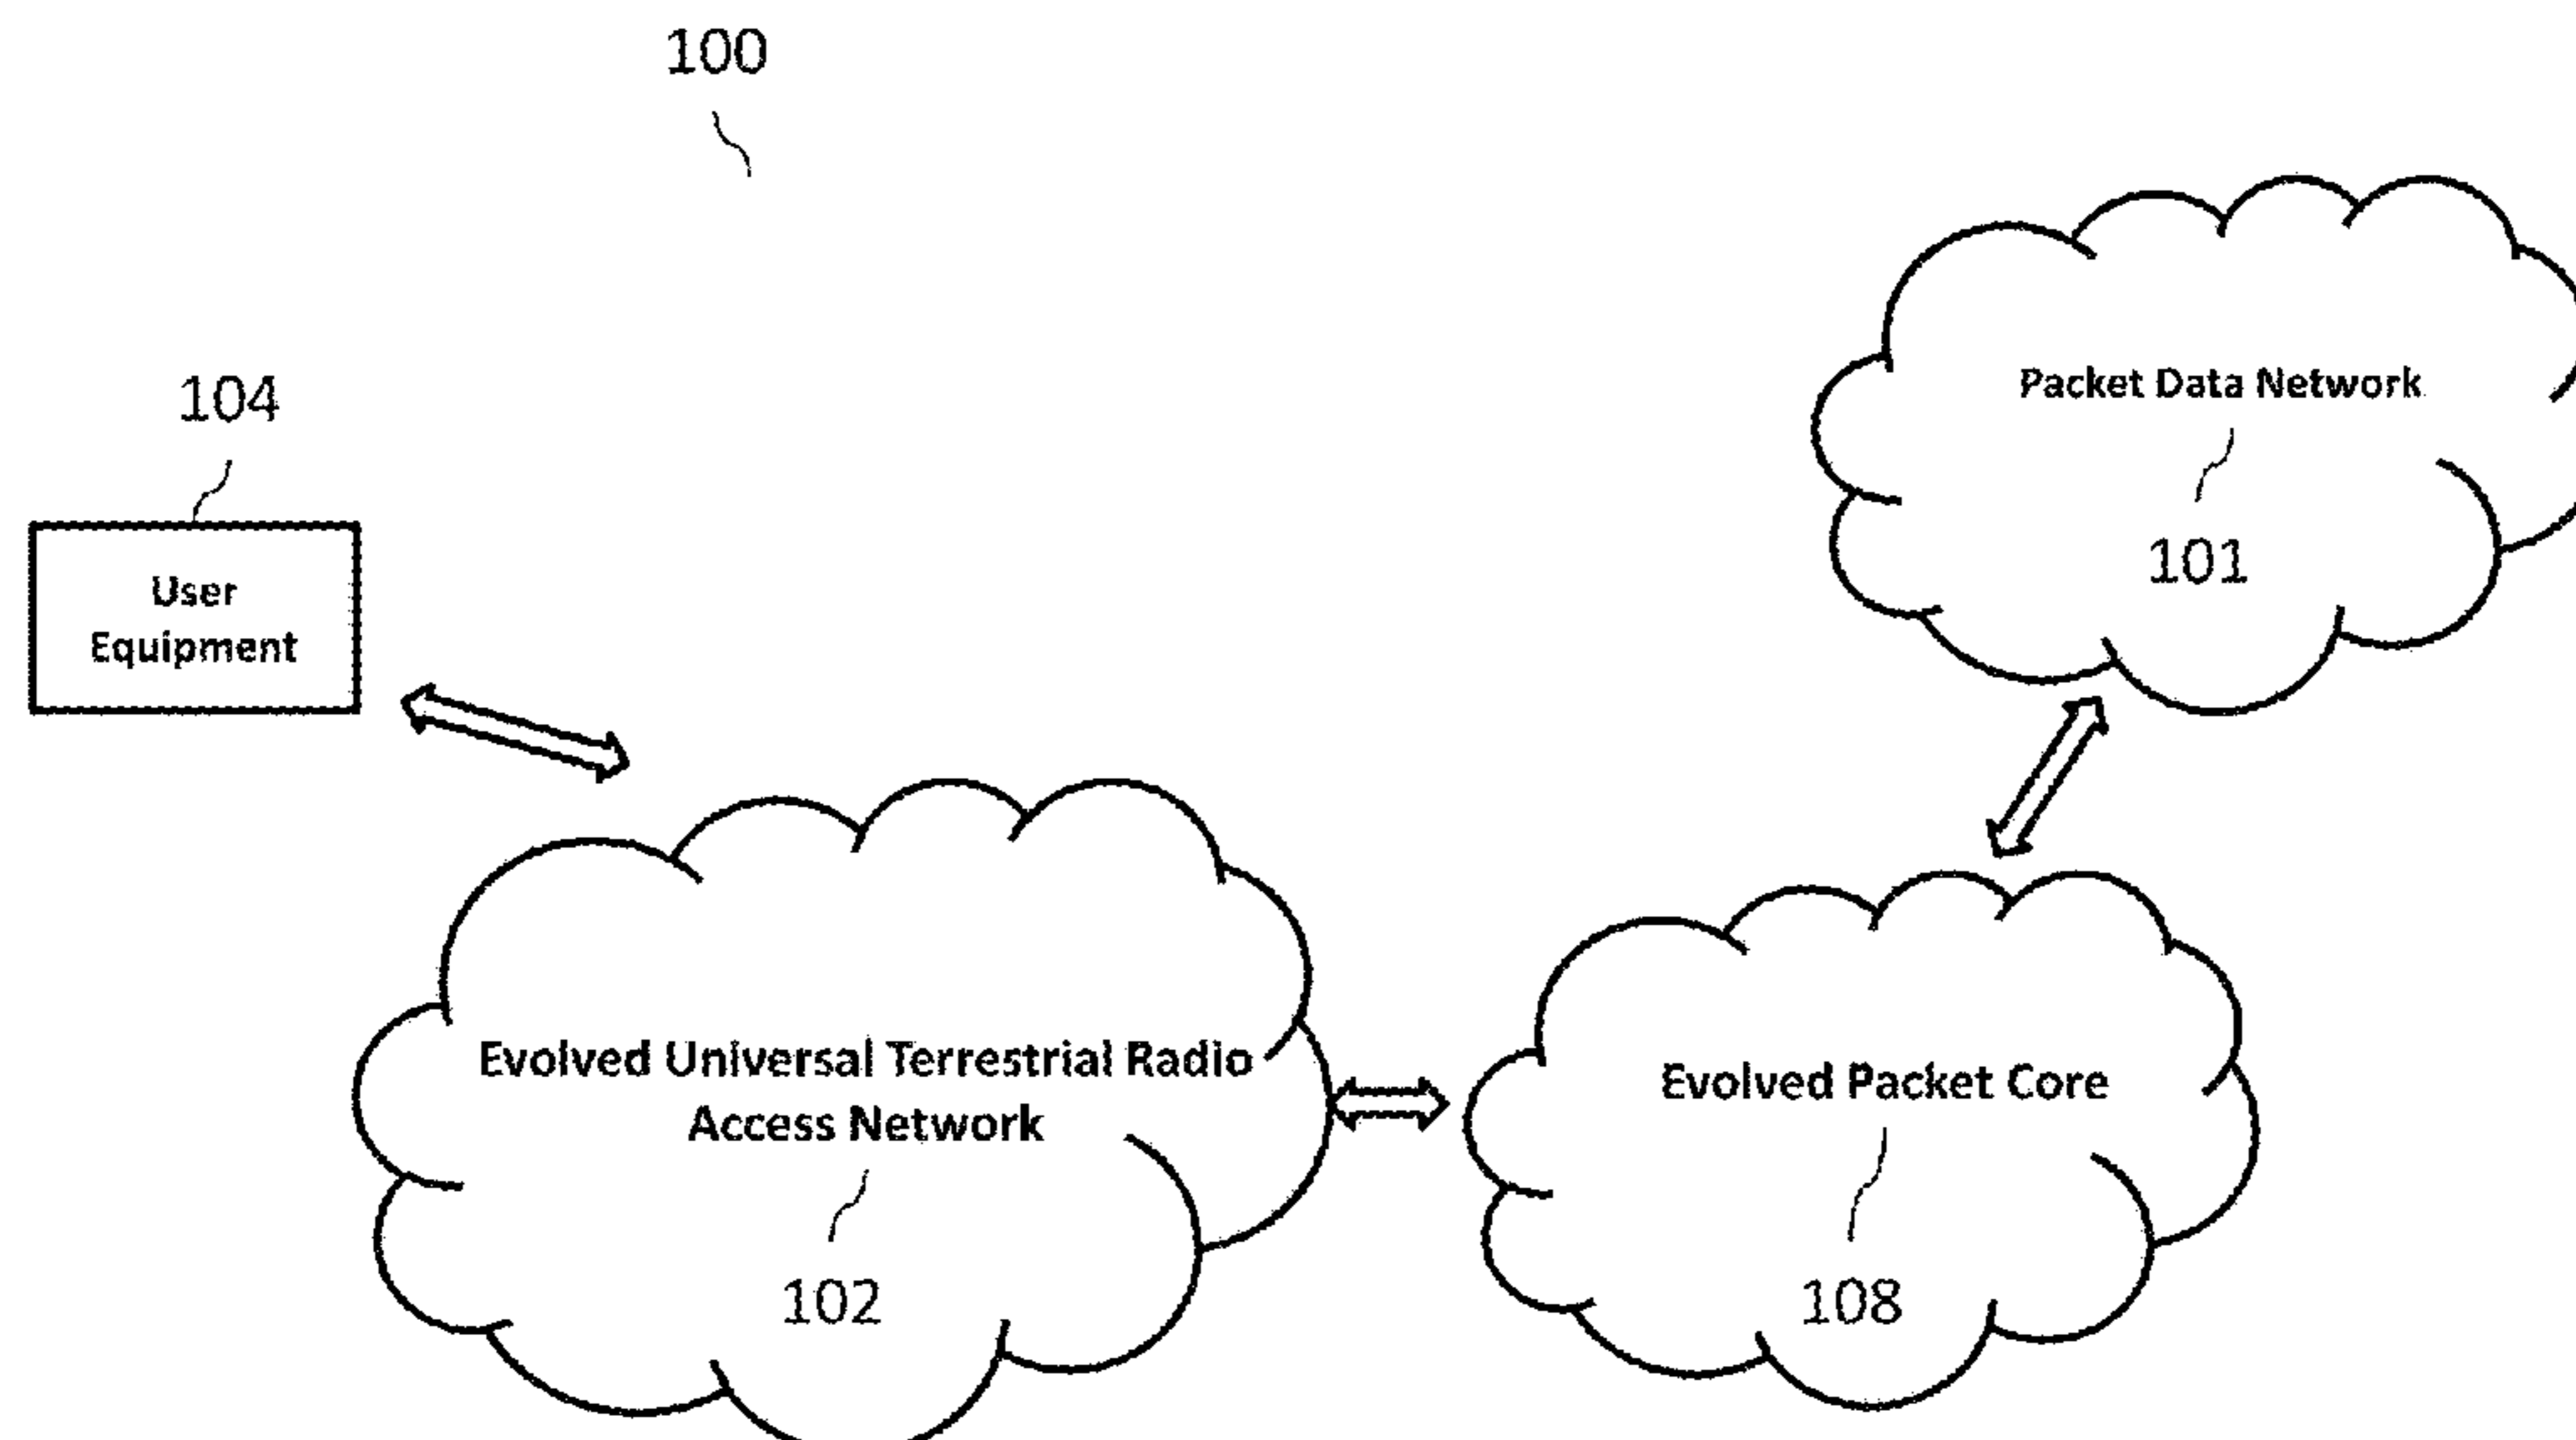 100
Packet Data Network
101
104
User
Equipment
Evolved Universal Terrestrial Radio
Access Network
102
Evolved Packet Core
108